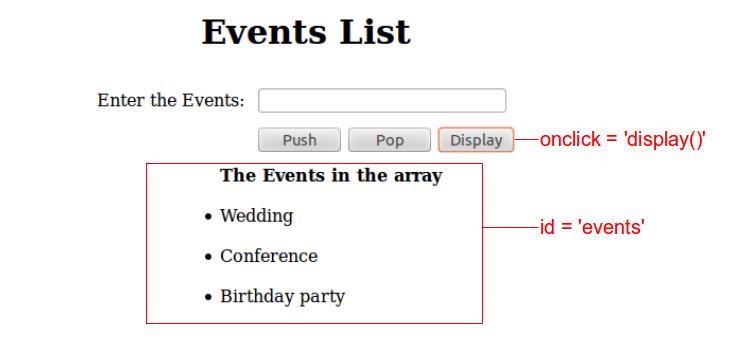 Events List
Enter the Events:
Push Pop Display onclick = 'display()'
The Events in the array
• Wedding
id = 'events'
• Conference
• Birthday party